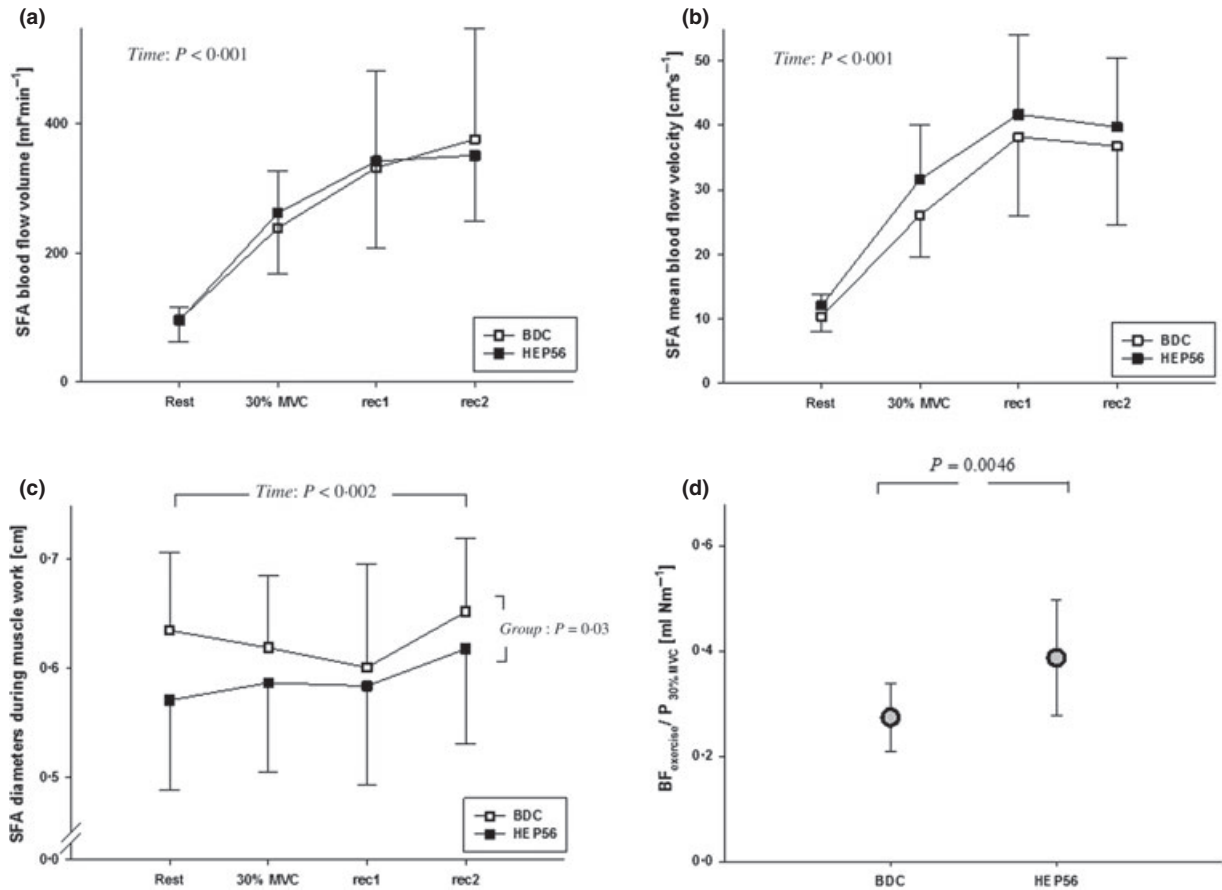 (a)
Time: P < 0·001
SFA blood flow volume [ml*min⁻¹]
400
200
0
Rest 30% MVC rec1 rec2
BDC
HEP56
(b)
Time: P < 0·001
SFA mean blood flow velocity [cm*s⁻¹]
50
40
30
20
10
0
Rest 30% MVC rec1 rec2
BDC
HEP56
(c)
Time: P < 0·002
SFA diameters during muscle work [cm]
0·7
0·6
0·5
0·0
Group : P = 0·03
Rest 30% MVC rec1 rec2
BDC
HEP56
(d)
P = 0.0046
BFexercise/ P 30% MVC [ml Nm⁻¹]
0·6
0·4
0·2
0·0
BDC HEP56